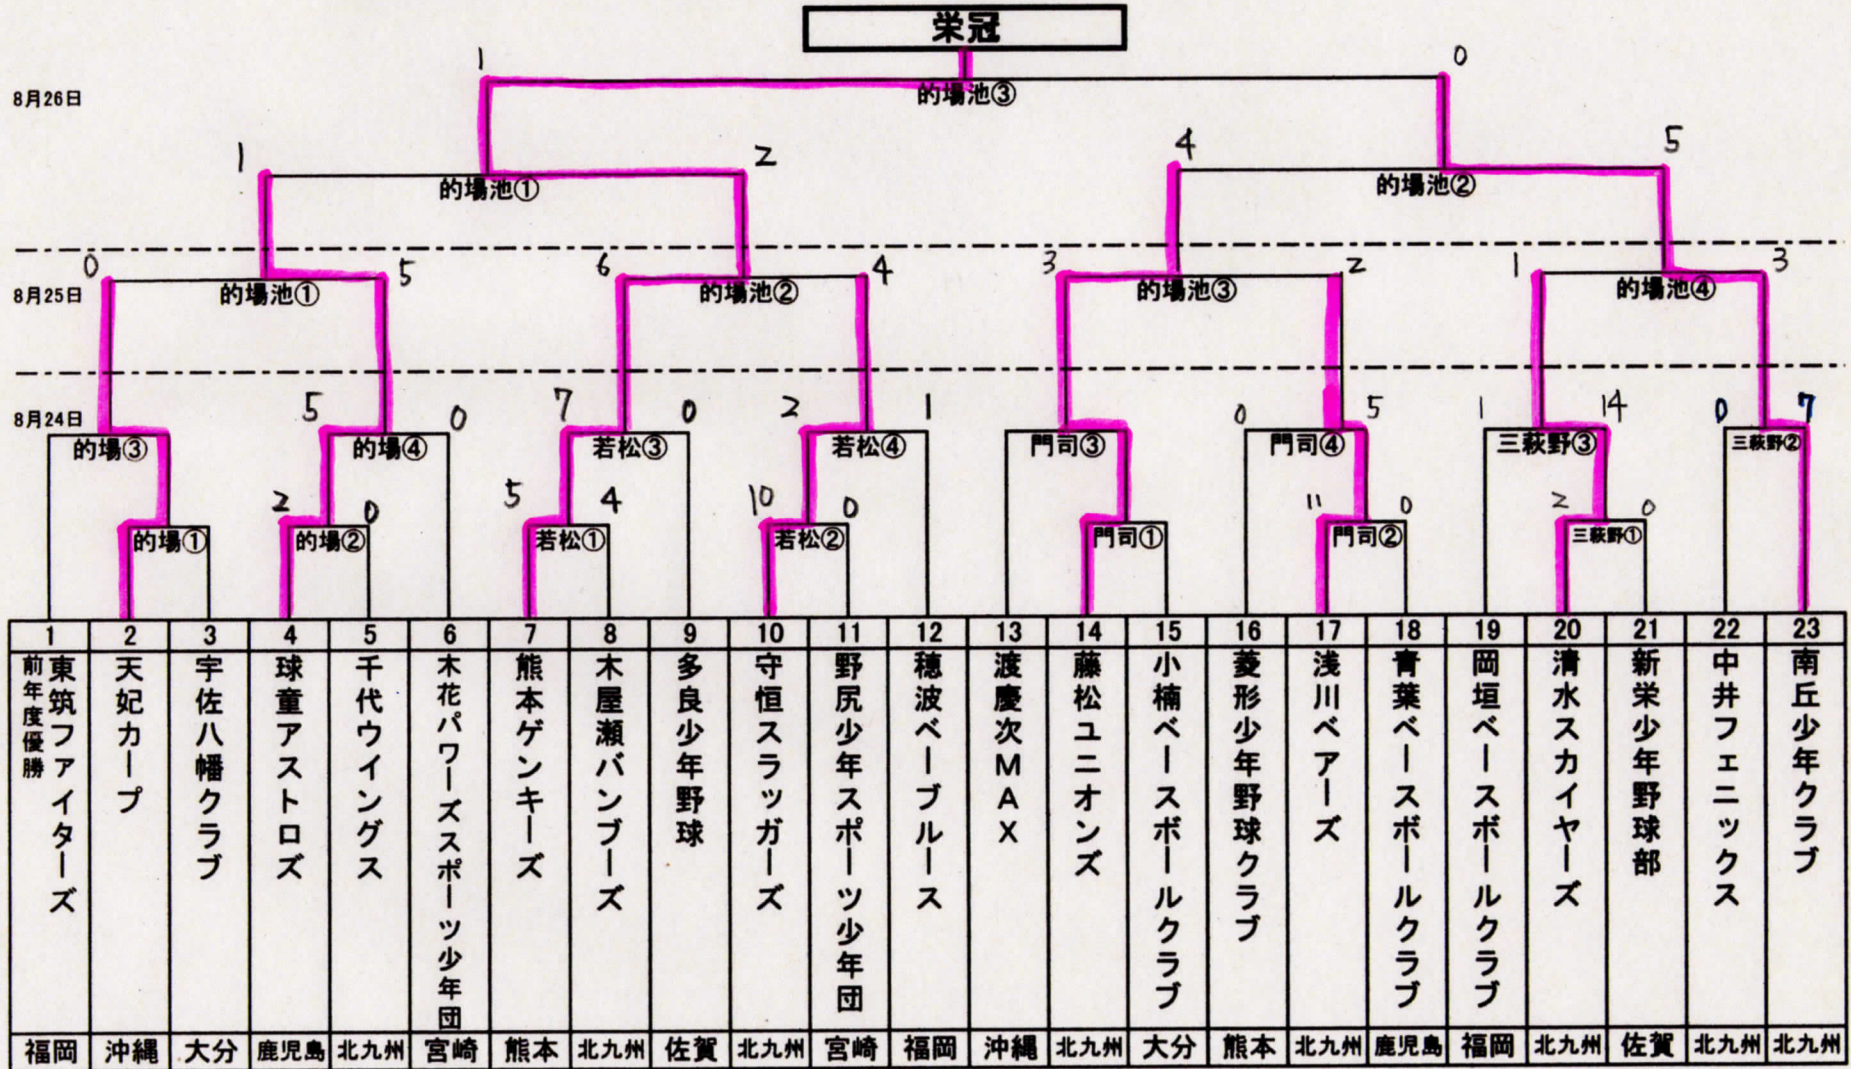 栄冠
1 0
8月26日
的場池③
1 2 4 5
的場池① 的場池②
0 5 6 4 3 2 1 3
8月25日
的場池① 的場池② 的場池③ 的場池④
5 0 7 0 2 1 0 5 1 14 0 7
8月24日
的場③ 的場④ 若松③ 若松④ 門司③ 門司④ 三萩野③ 三萩野②
2 0 5 4 10 0 11 0 2 0
的場① 的場② 若松① 若松② 門司① 門司② 三萩野①
1 2 3 4 5 6 7 8 9 10 11 12 13 14 15 16 17 18 19 20 21 22 23
東筑ファイターズ
前年度優勝
天妃カープ
宇佐八幡クラブ
球童アストロズ
千代ウイングス
木花パワーズスポーツ少年団
熊本ゲンキーズ
木屋瀬バンブーズ
多良少年野球
守恒スラッガーズ
野尻少年スポーツ少年団
穂波ベーブルース
渡慶次MAX
藤松ユニオンズ
小楠ベースボールクラブ
菱形少年野球クラブ
浅川ベアーズ
青葉ベースボールクラブ
岡垣ベースボールクラブ
清水スカイヤーズ
新栄少年野球部
中井フェニックス
南丘少年クラブ
福岡 沖縄 大分 鹿児島 北九州 宮崎 熊本 北九州 佐賀 北九州 宮崎 福岡 沖縄 北九州 大分 熊本 北九州 鹿児島 福岡 北九州 佐賀 北九州 北九州